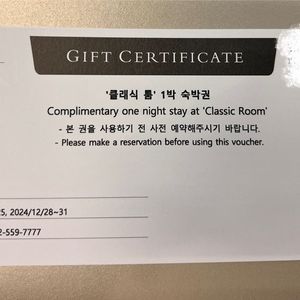 GIFT CERTIFICATE
'클래식 룸' 1박 숙박권
Complimentary one night stay at 'Classic Room'
- 본 권을 사용하기 전 사전 예약해주시기 바랍니다.
- Please make a reservation before using this voucher.
25, 2024/12/28~31
2-559-7777